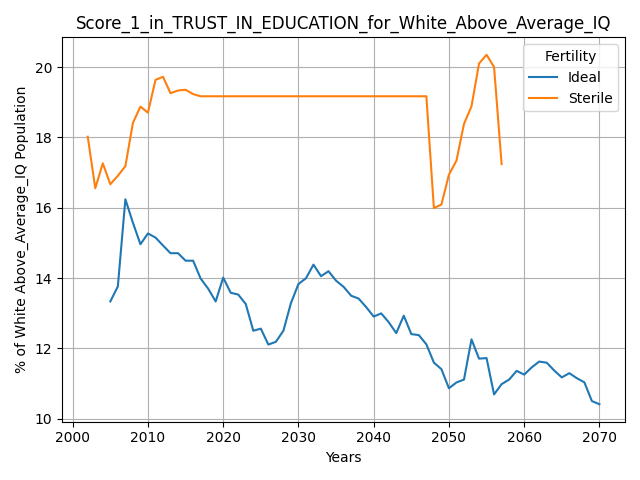 Score_1_in_TRUST_IN_EDUCATION_for_White_Above_Average_IQ
% of White Above_Average_IQ Population
20
18
16
14
12
10
Fertility
Ideal
Sterile
2000 2010 2020 2030 2040 2050 2060 2070
Years